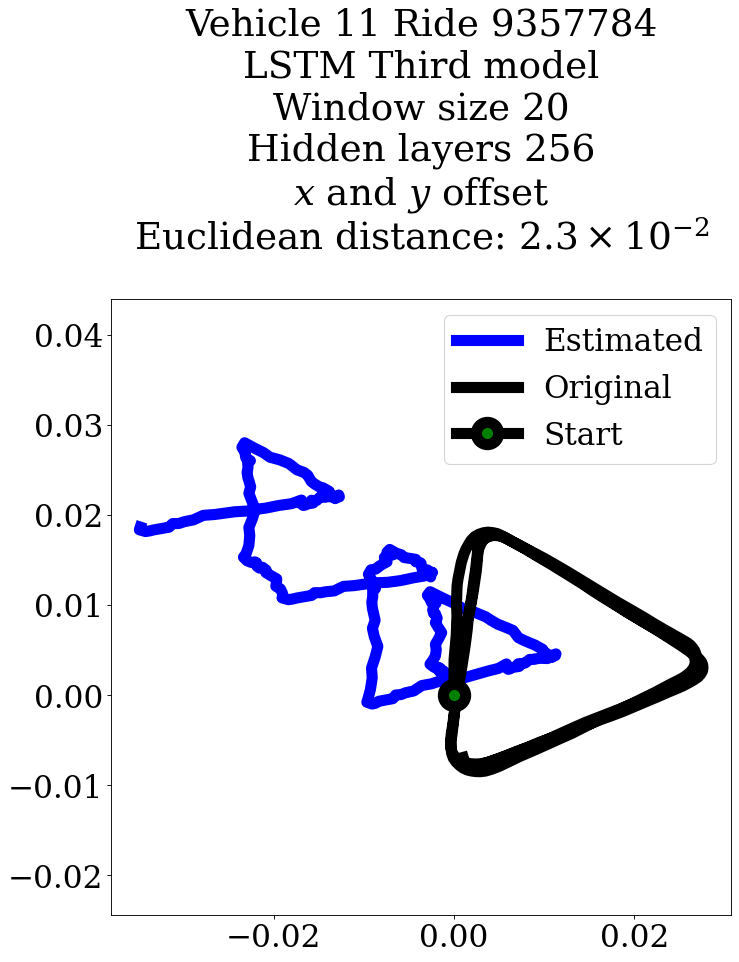 Vehicle 11 Ride 9357784
LSTM Third model
Window size 20
Hidden layers 256
x and y offset
Euclidean distance: 2.3 × 10⁻²
Estimated
Original
Start
0.04
0.03
0.02
0.01
0.00
−0.01
−0.02
−0.02
0.00
0.02